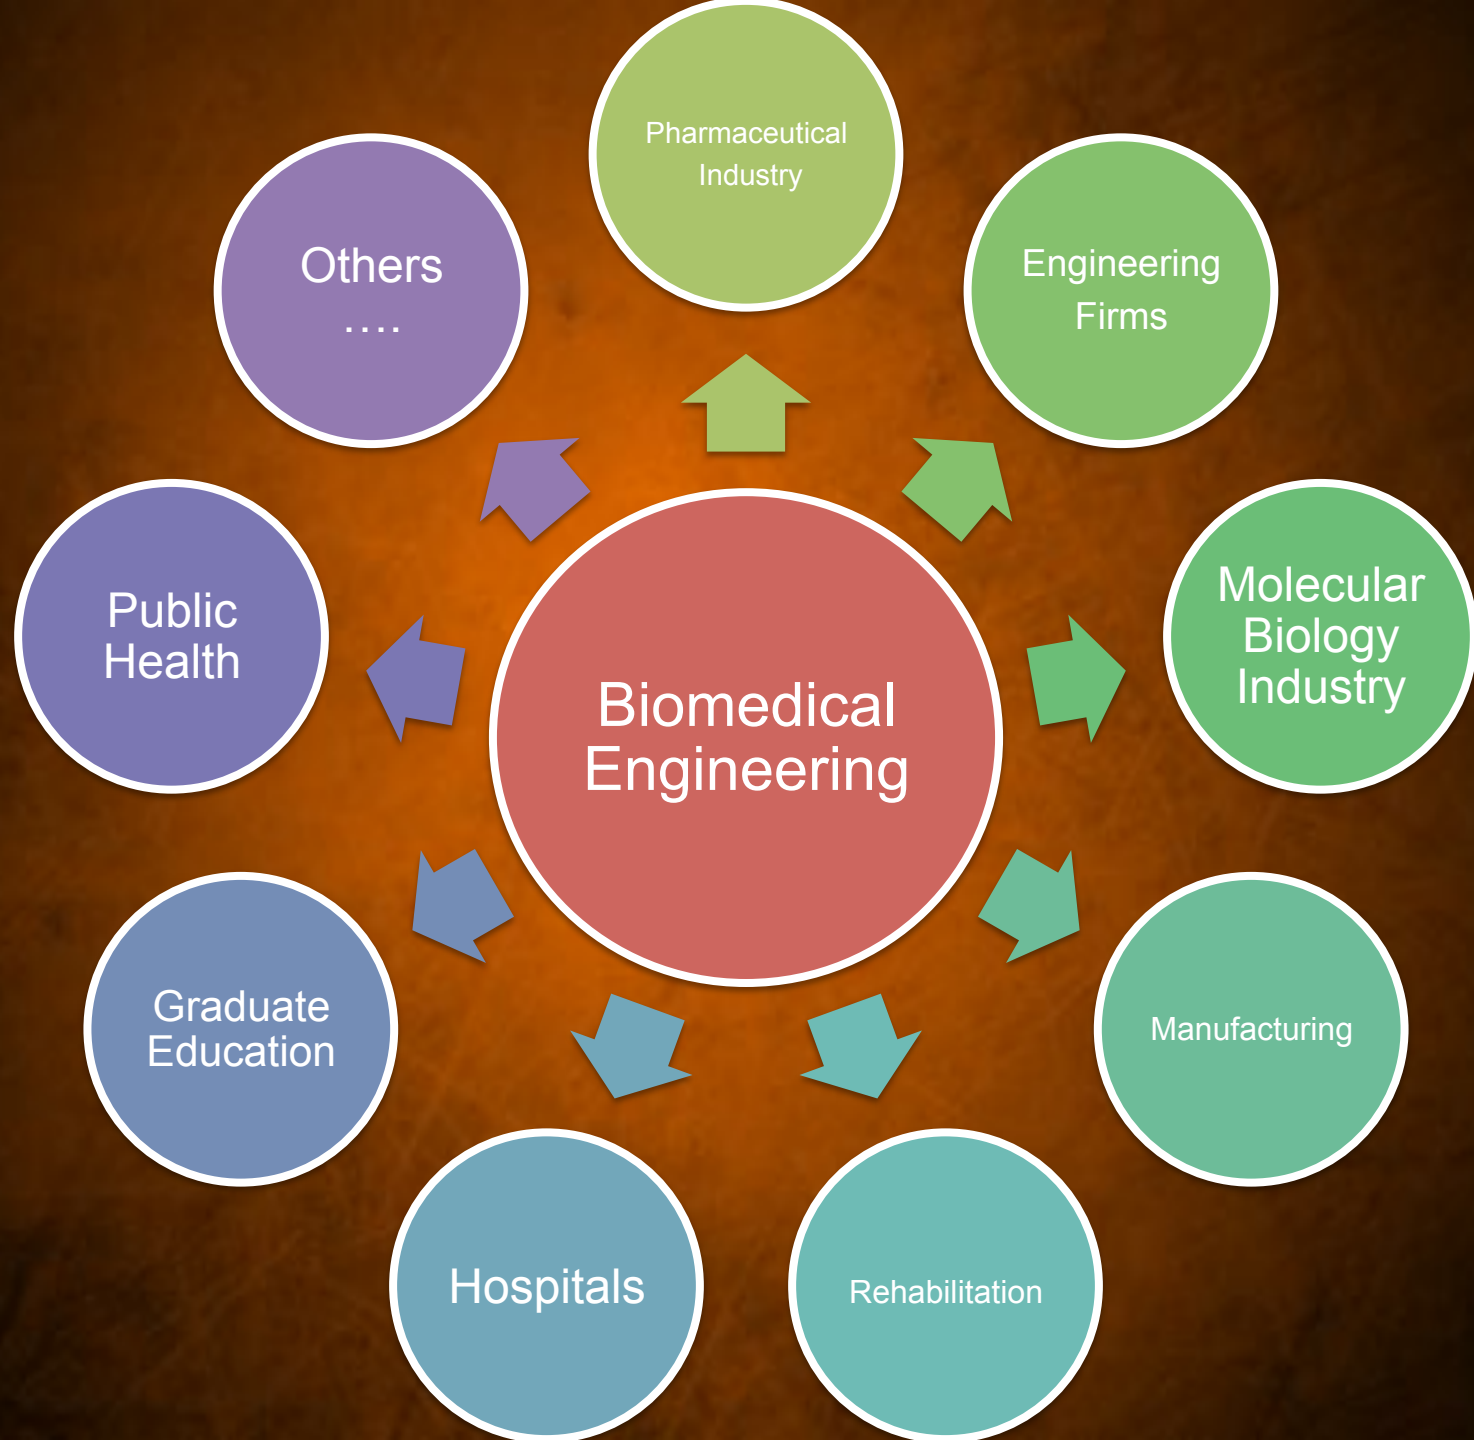 Pharmaceutical
Industry
Engineering
Firms
Molecular
Biology
Industry
Manufacturing
Rehabilitation
Hospitals
Graduate
Education
Public
Health
Others
….
Biomedical
Engineering